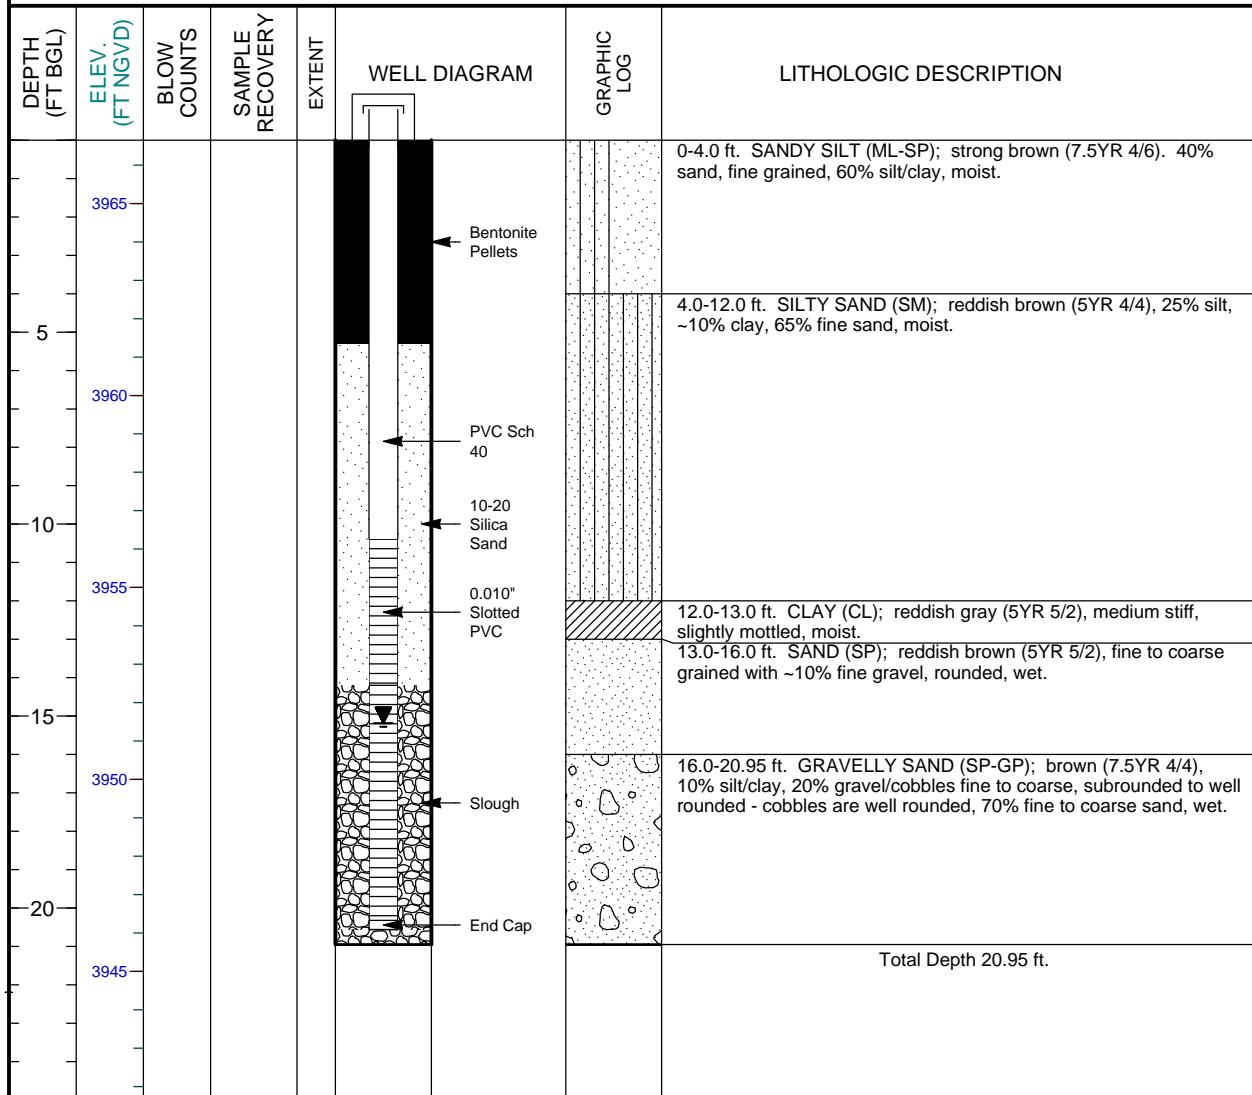 DEPTH
(FT BGL)
ELEV.
(FT NGVD)
BLOW
COUNTS
SAMPLE
RECOVERY
EXTENT
WELL DIAGRAM
GRAPHIC
LOG
LITHOLOGIC DESCRIPTION
0-4.0 ft. SANDY SILT (ML-SP); strong brown (7.5YR 4/6). 40%
sand, fine grained, 60% silt/clay, moist.
3965
Bentonite
Pellets
4.0-12.0 ft. SILTY SAND (SM); reddish brown (5YR 4/4), 25% silt,
~10% clay, 65% fine sand, moist.
5
3960
PVC Sch
40
10-20
Silica
Sand
10
3955
0.010"
Slotted
PVC
12.0-13.0 ft. CLAY (CL); reddish gray (5YR 5/2), medium stiff,
slightly mottled, moist.
13.0-16.0 ft. SAND (SP); reddish brown (5YR 5/2), fine to coarse
grained with ~10% fine gravel, rounded, wet.
15
3950
16.0-20.95 ft. GRAVELLY SAND (SP-GP); brown (7.5YR 4/4),
10% silt/clay, 20% gravel/cobbles fine to coarse, subrounded to well
rounded - cobbles are well rounded, 70% fine to coarse sand, wet.
Slough
20
End Cap
3945
Total Depth 20.95 ft.